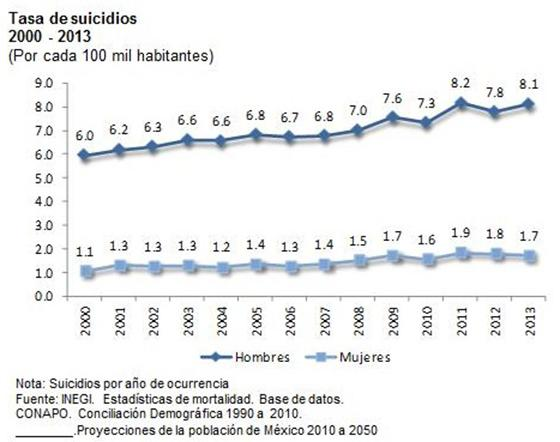 Tasa de suicidios
2000 - 2013
(Por cada 100 mil habitantes)
9.0
8.0
7.0
6.0
5.0
4.0
3.0
2.0
1.0
0.0
6.0 6.2 6.3 6.6 6.6 6.8 6.7 6.8 7.0 7.6 7.3 8.2 7.8 8.1
1.1 1.3 1.3 1.3 1.2 1.4 1.3 1.4 1.5 1.7 1.6 1.9 1.8 1.7
2000 2001 2002 2003 2004 2005 2006 2007 2008 2009 2010 2011 2012 2013
Hombres Mujeres
Nota: Suicidios por año de ocurrencia
Fuente: INEGI. Estadísticas de mortalidad. Base de datos.
CONAPO. Conciliación Demográfica 1990 a 2010.
________.Proyecciones de la población de México 2010 a 2050